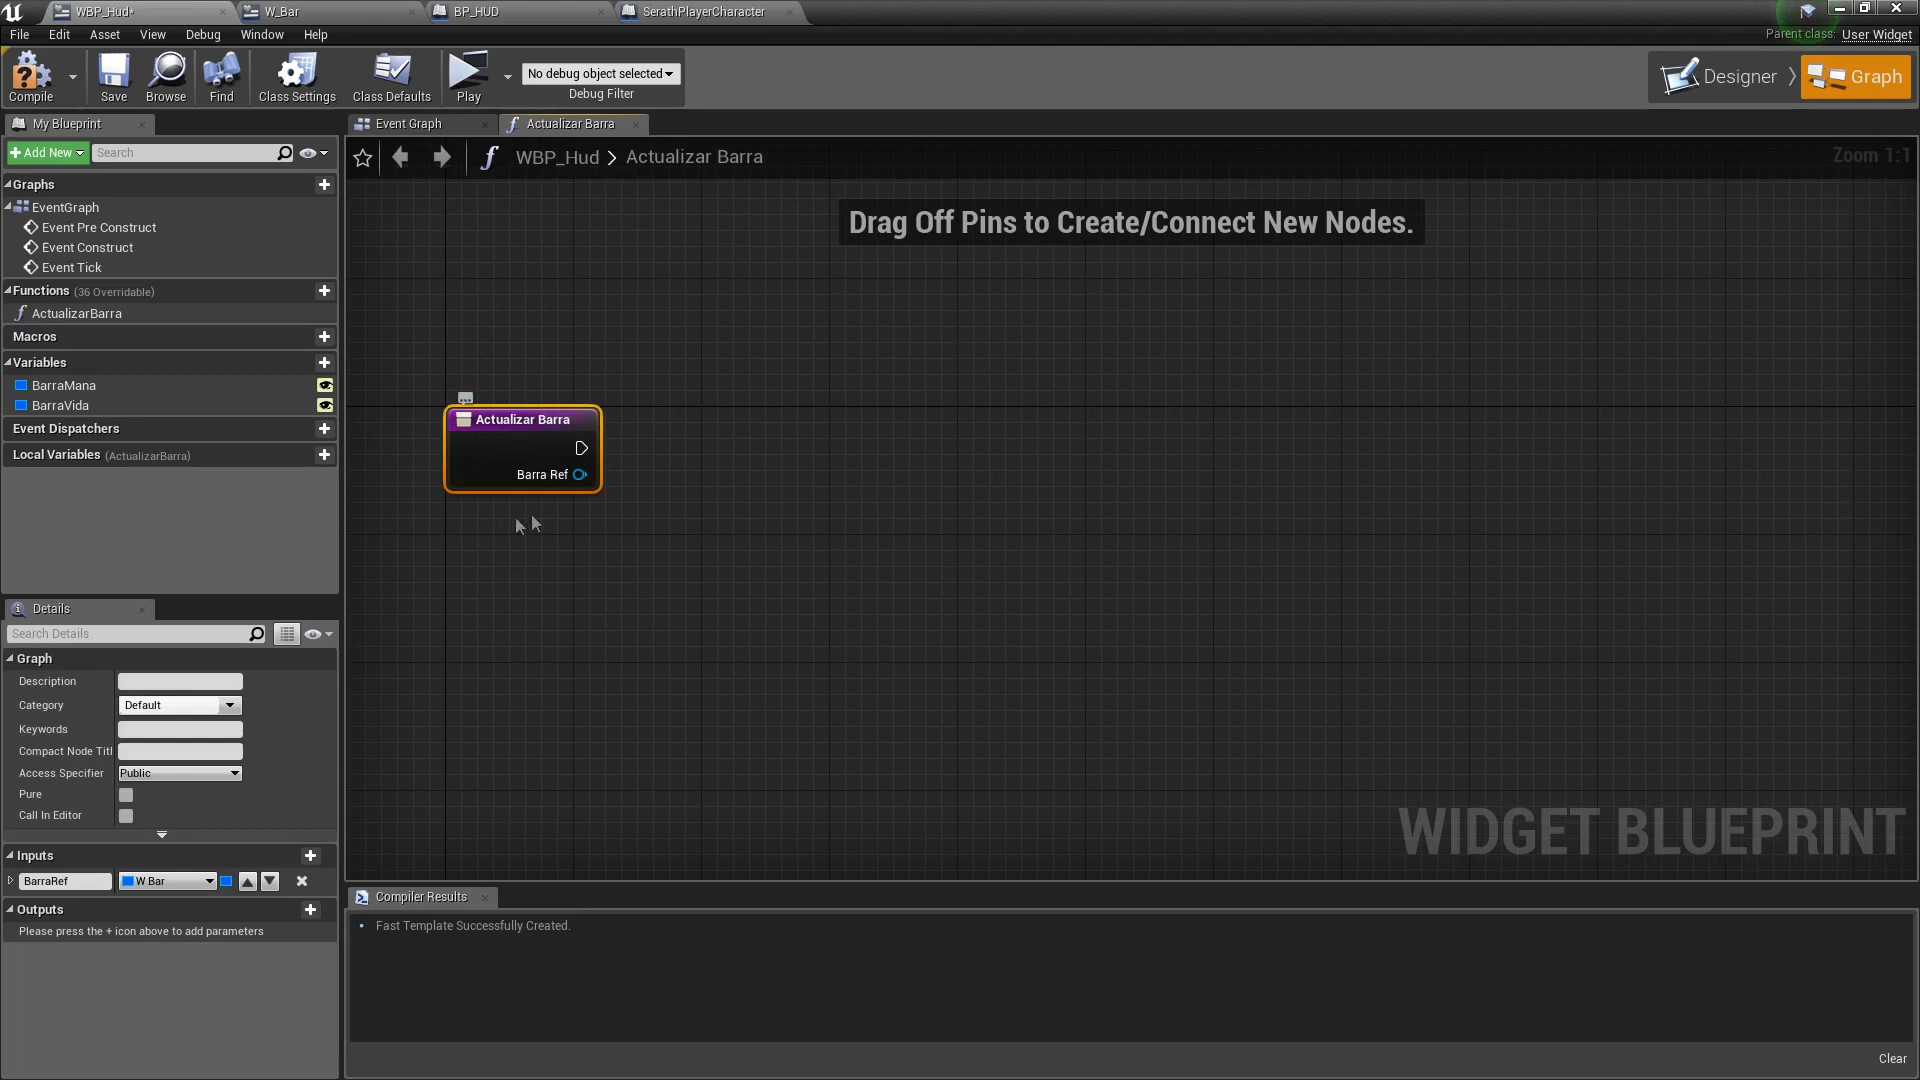 WBP_Hud*
W_Bar
BP_HUD
SerathPlayerCharacter
File Edit Asset View Debug Window Help
Parent class: User Widget
Compile
Save
Browse
Find
Class Settings
Class Defaults
Play
No debug object selected
Debug Filter
Designer
Graph
My Blueprint
Event Graph
Actualizar Barra
Add New
Search
WBP_Hud > Actualizar Barra
Zoom 1:1
Graphs
EventGraph
Event Pre Construct
Event Construct
Event Tick
Functions (36 Overridable)
ActualizarBarra
Macros
Variables
BarraMana
BarraVida
Event Dispatchers
Local Variables (ActualizarBarra)
Drag Off Pins to Create/Connect New Nodes.
Actualizar Barra
Barra Ref
WIDGET BLUEPRINT
Details
Search Details
Graph
Description
Category Default
Keywords
Compact Node Titl
Access Specifier Public
Pure
Call In Editor
Inputs
BarraRef W Bar
Outputs
Please press the + icon above to add parameters
Compiler Results
• Fast Template Successfully Created.
Clear